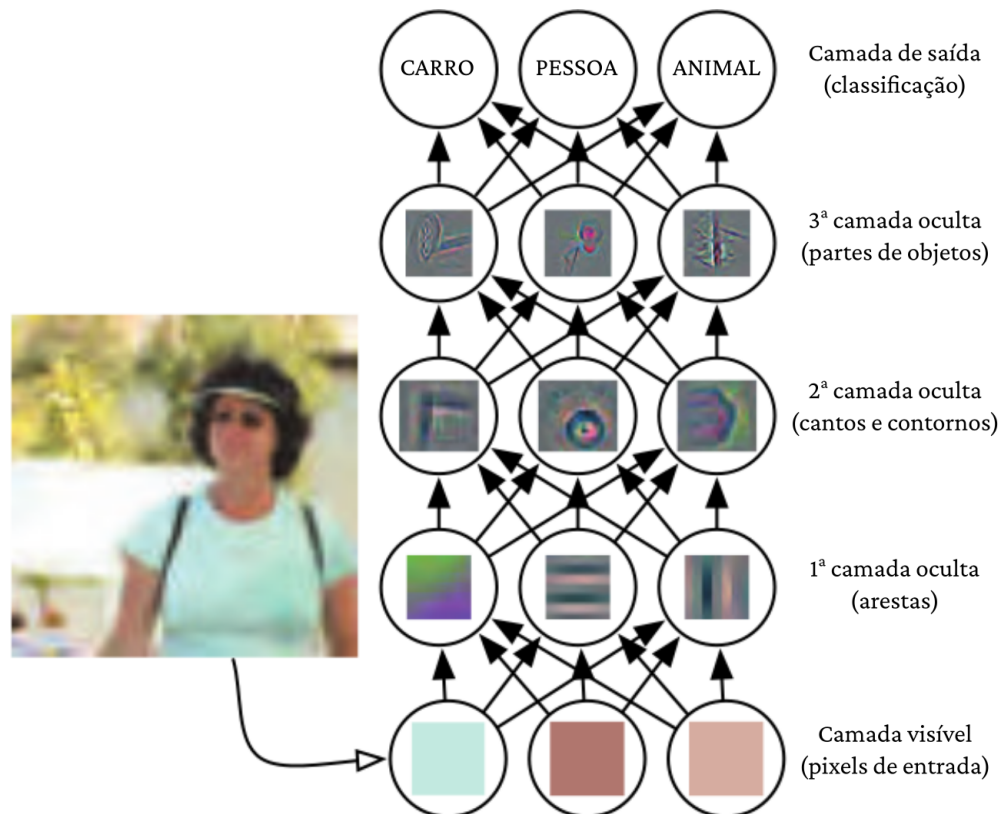 CARRO
PESSOA
ANIMAL
Camada de saída
(classificação)
3ª camada oculta
(partes de objetos)
2ª camada oculta
(cantos e contornos)
1ª camada oculta
(arestas)
Camada visível
(pixels de entrada)